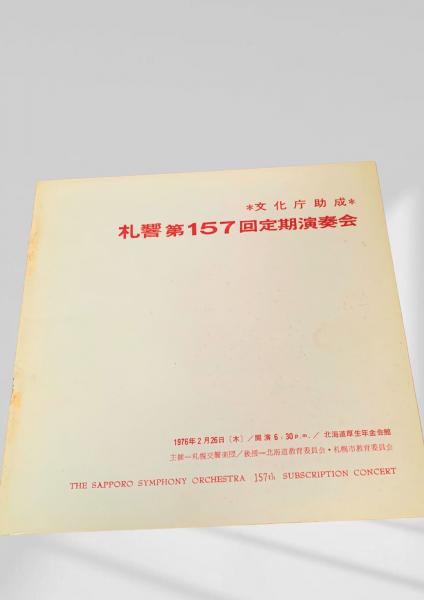 *文化庁助成*
札響第157回定期演奏会
1976年2月26日〔木〕/開演6:30p.m./北海道厚生年金会館
主催―札幌交響楽団/後援―北海道教育委員会・札幌市教育委員会
THE SAPPORO SYMPHONY ORCHESTRA 157th SUBSCRIPTION CONCERT